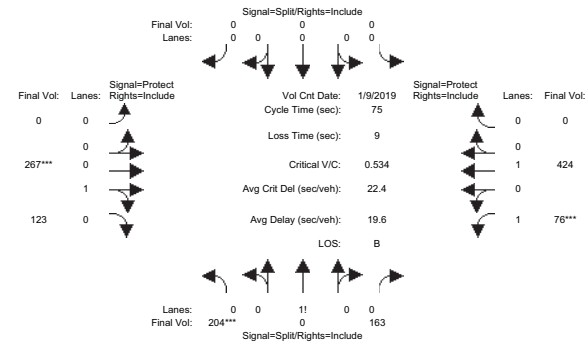 Signal=Split/Rights=Include
Final Vol: 0 0 0
Lanes: 0 0 0 0 0
Signal=Protect
Final Vol: Lanes: Rights=Include Vol Cnt Date: 1/9/2019 Signal=Protect Rights=Include Lanes: Final Vol:
Cycle Time (sec): 75
0 0 0 0
Loss Time (sec): 9
0 0
267*** 0 Critical V/C: 0.534 1 424
1 Avg Crit Del (sec/veh): 22.4 0
123 0 Avg Delay (sec/veh): 19.6 1 76***
LOS: B
Lanes: 0 0 1! 0 0
Final Vol: 204*** 0 163
Signal=Split/Rights=Include